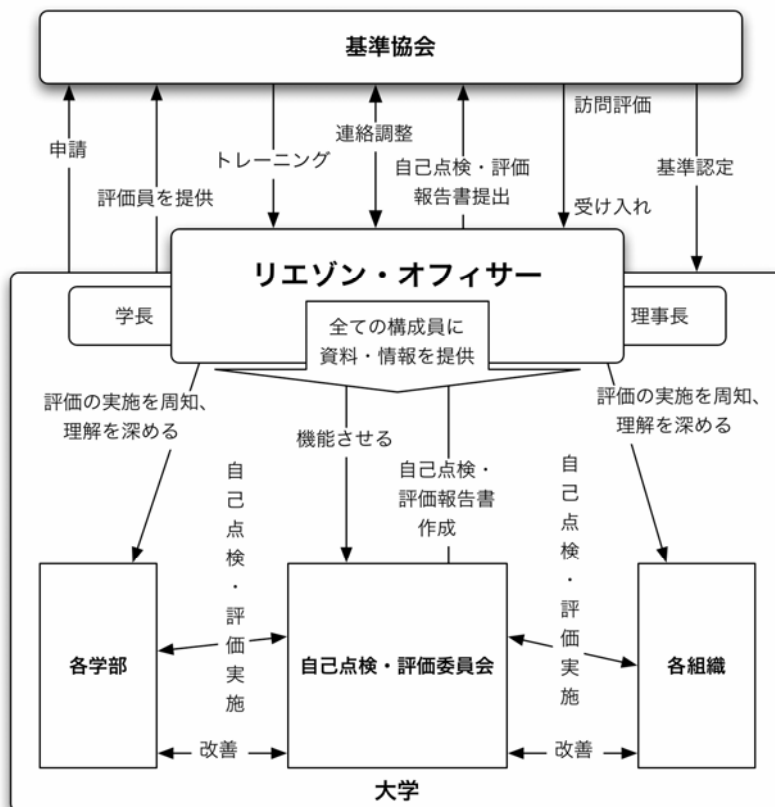 基準協会
申請
評価員を提供
トレーニング
連絡調整
自己点検・評価
報告書提出
訪問評価
受け入れ
基準認定
リエゾン・オフィサー
学長
全ての構成員に
資料・情報を提供
理事長
評価の実施を周知、
理解を深める
機能させる
自己点検・
評価報告書
作成
評価の実施を周知、
理解を深める
自己点検・評価実施
自己点検・評価実施
各学部
自己点検・評価委員会
各組織
改善
改善
大学